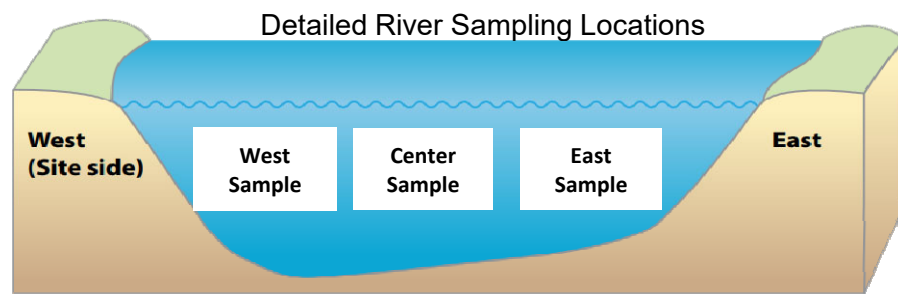 Detailed River Sampling Locations
West
(Site side)
West
Sample
Center
Sample
East
Sample
East